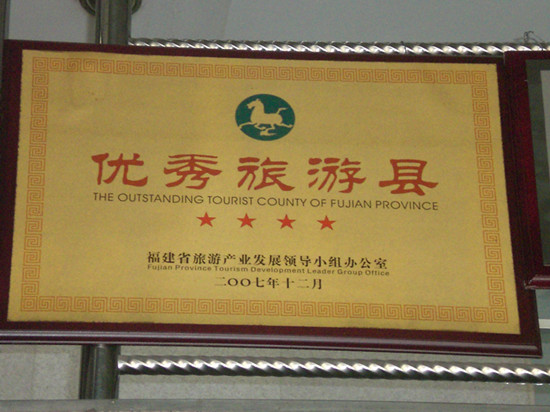 优秀旅游县
THE OUTSTANDING TOURIST COUNTY OF FUJIAN PROVINCE
★ ★ ★ ★
福建省旅游产业发展领导小组办公室
Fujian Province Tourism Development Leader Group Office
二〇〇七年十二月